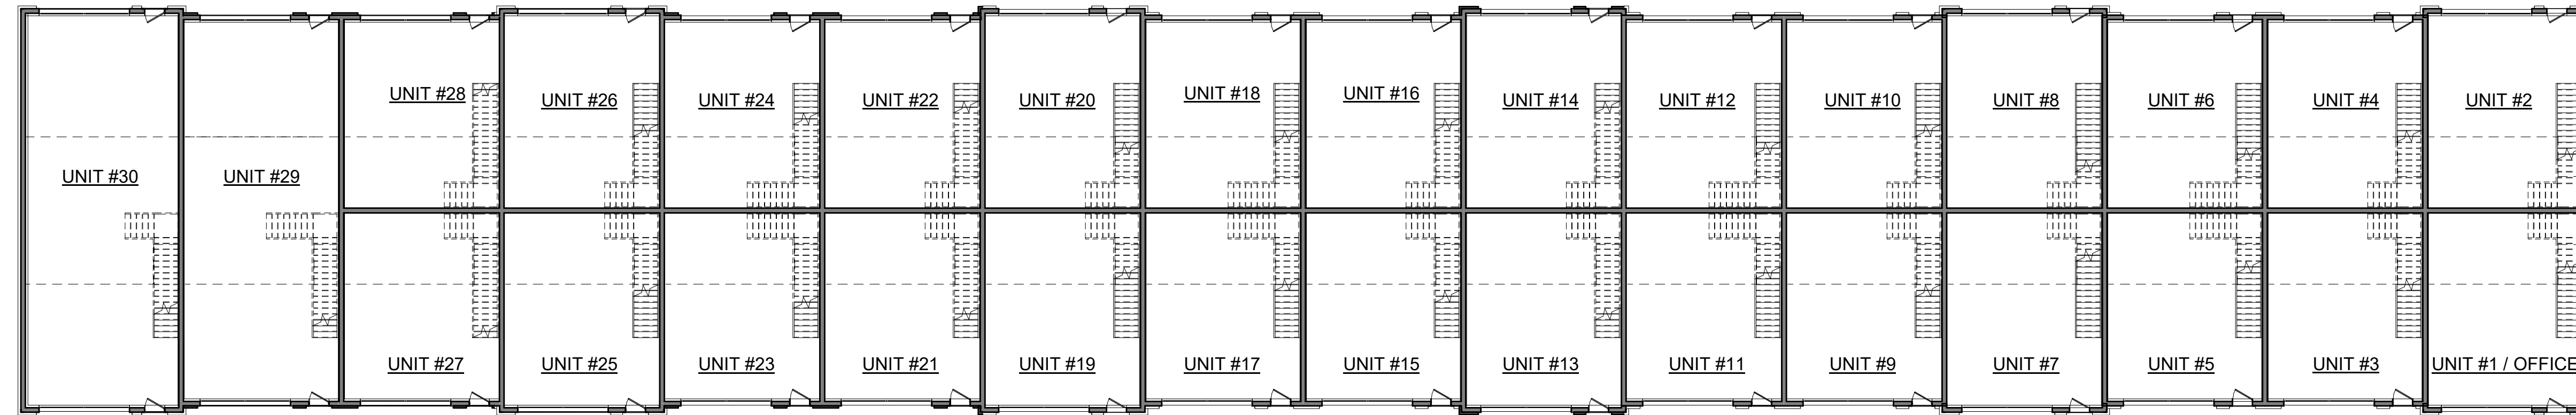 UNIT #28
UNIT #26
UNIT #24
UNIT #22
UNIT #20
UNIT #18
UNIT #16
UNIT #14
UNIT #12
UNIT #10
UNIT #8
UNIT #6
UNIT #4
UNIT #2
UNIT #30
UNIT #29
UNIT #27
UNIT #25
UNIT #23
UNIT #21
UNIT #19
UNIT #17
UNIT #15
UNIT #13
UNIT #11
UNIT #9
UNIT #7
UNIT #5
UNIT #3
UNIT #1 / OFFICE